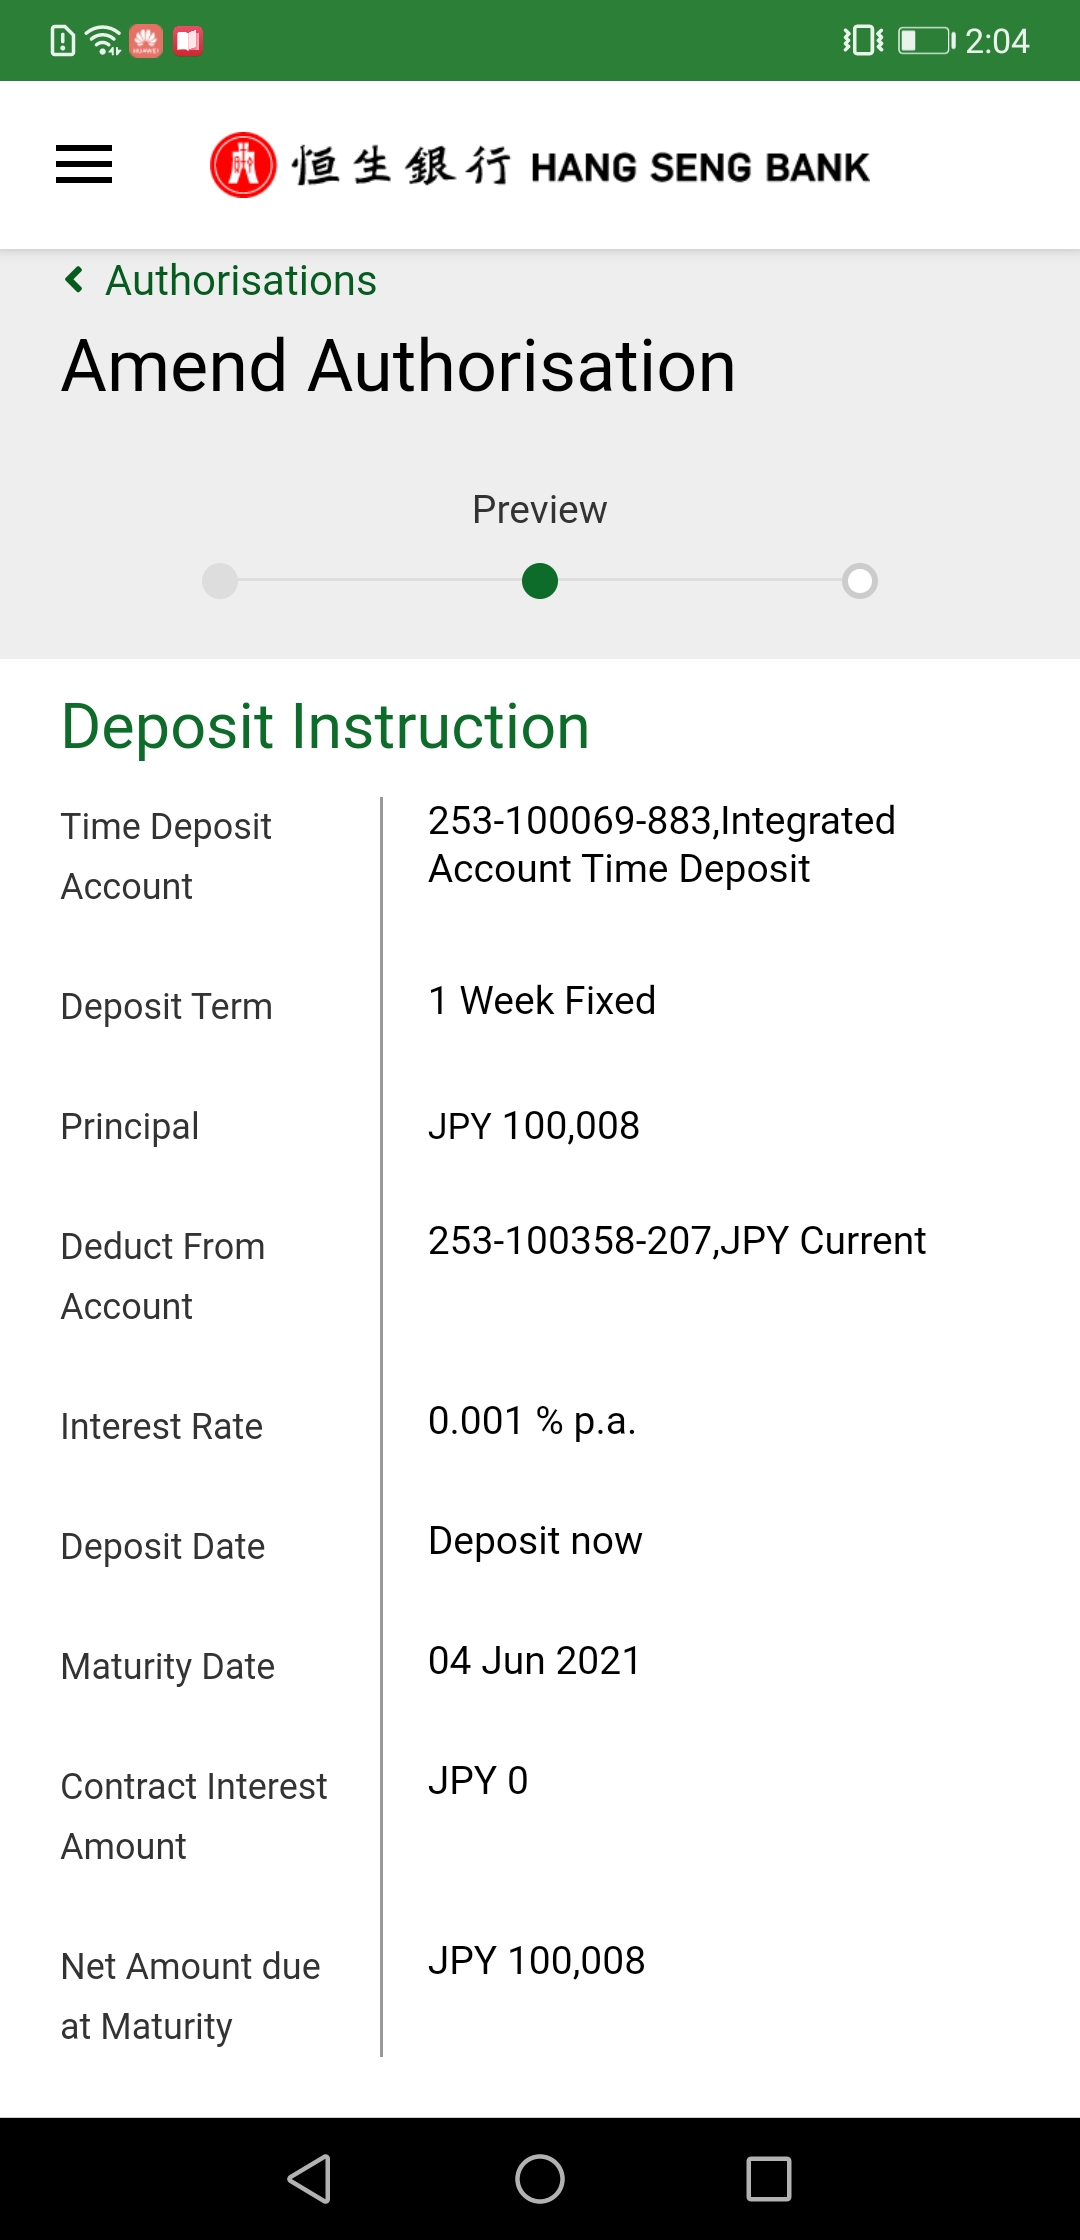 2:04
恒生銀行 HANG SENG BANK
Authorisations
Amend Authorisation
Preview
Deposit Instruction
Time Deposit
Account
253-100069-883,Integrated
Account Time Deposit
Deposit Term
1 Week Fixed
Principal
JPY 100,008
Deduct From
Account
253-100358-207,JPY Current
Interest Rate
0.001 % p.a.
Deposit Date
Deposit now
Maturity Date
04 Jun 2021
Contract Interest
Amount
JPY 0
Net Amount due
at Maturity
JPY 100,008